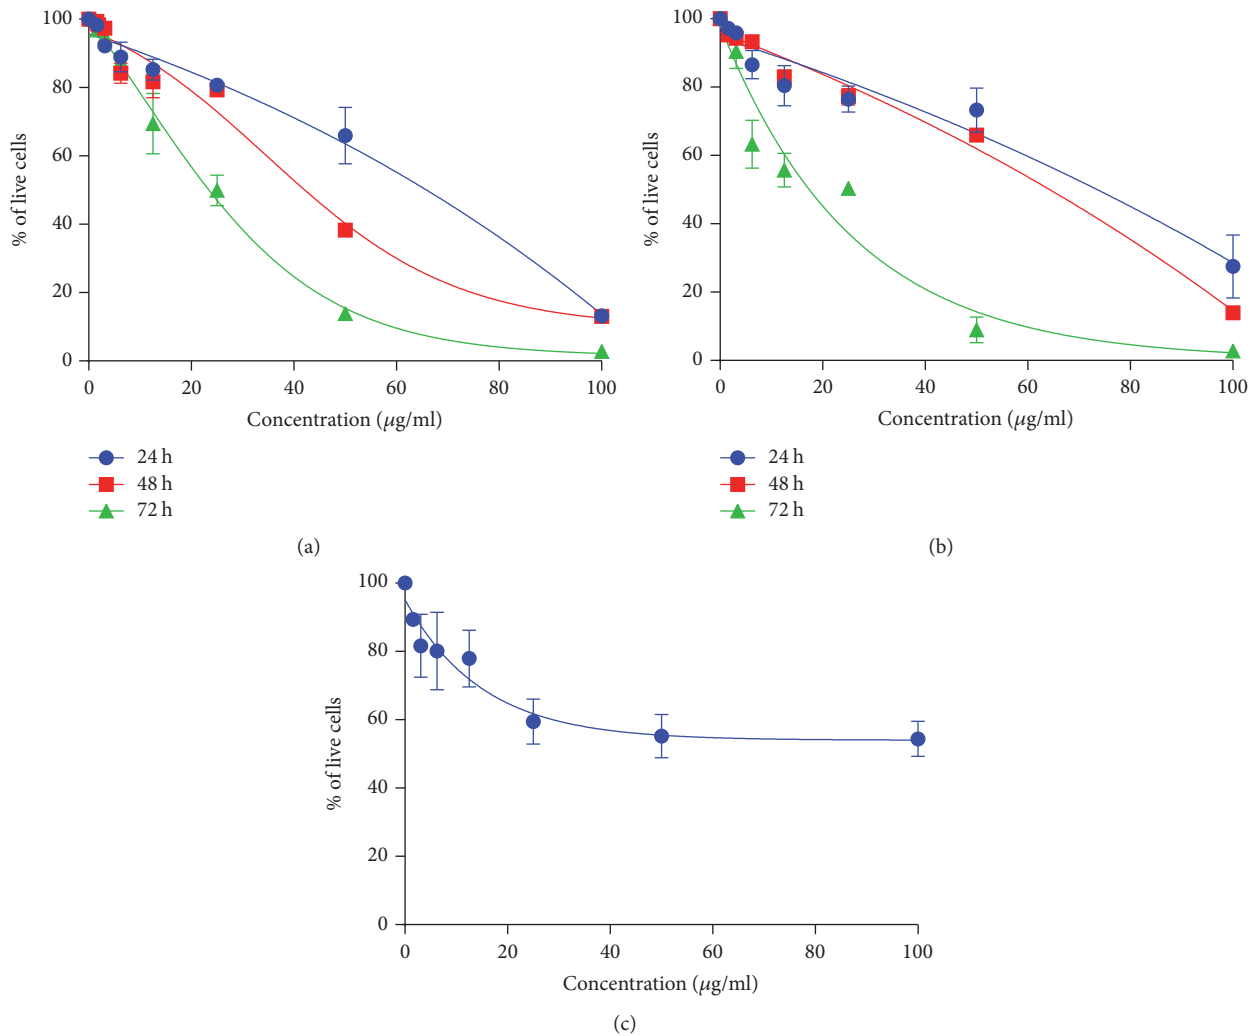 % of live cells
100
80
60
40
20
0
0 20 40 60 80 100
Concentration (μg/ml)
24 h
48 h
72 h
(a)
% of live cells
100
80
60
40
20
0
0 20 40 60 80 100
Concentration (μg/ml)
24 h
48 h
72 h
(b)
% of live cells
100
80
60
40
20
0
0 20 40 60 80 100
Concentration (μg/ml)
(c)